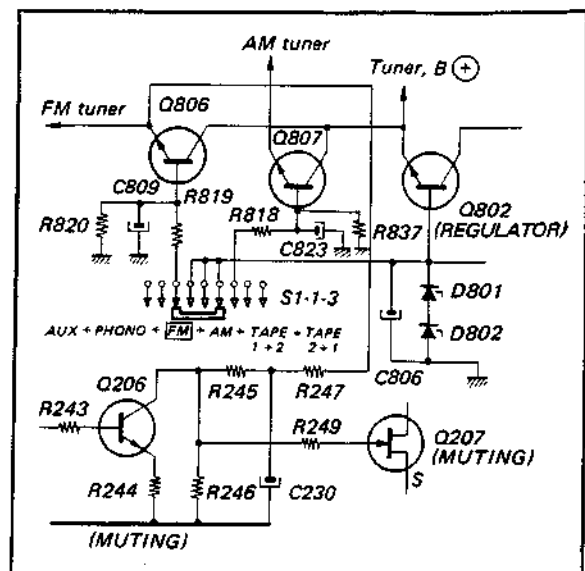 AM tuner
Tuner, B ⊕
FM tuner
Q806
Q807
C809
R819
R820
R818
C823
R837
Q802
(REGULATOR)
S1-1-3
D801
D802
AUX + PHONO + FM + AM + TAPE + TAPE
1 → 2 2 → 1
C806
Q206
R245
R247
R243
R249
Q207
(MUTING)
R244
R246
C230
S
(MUTING)